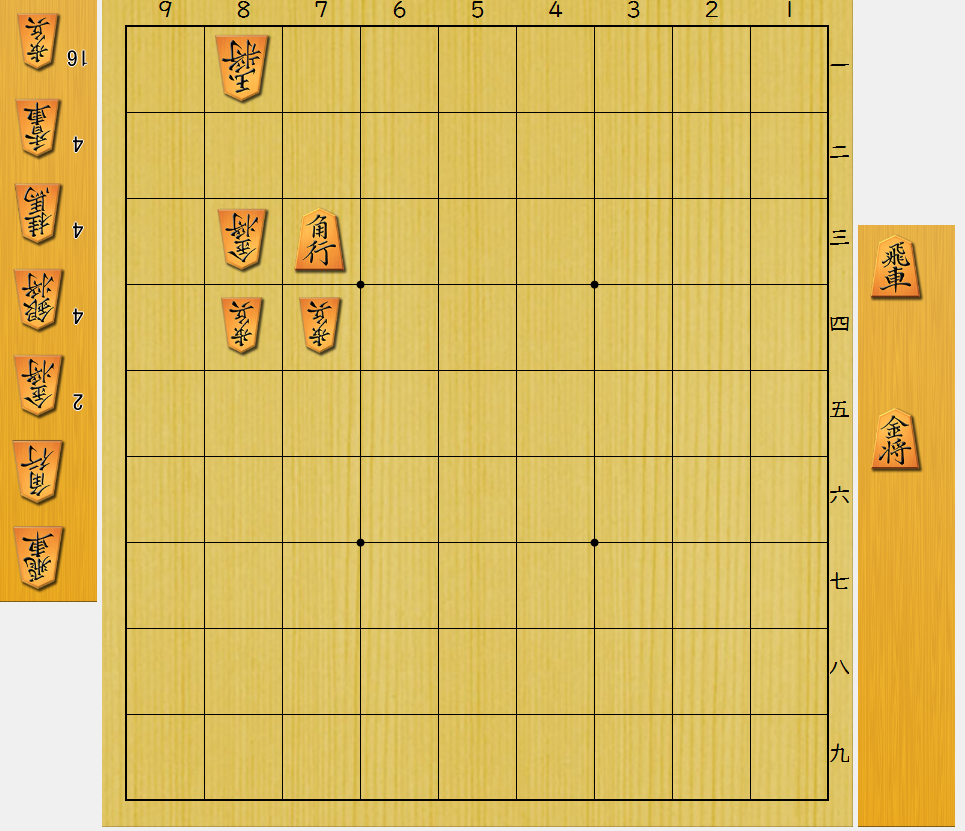 9 8 7 6 5 4 3 2 1
一
二
三
四
五
六
七
八
九
歩兵 16
香車 4
桂馬 4
銀将 4
金将 2
角行
飛車
玉将
金将 角行
歩兵 歩兵
飛車
金将